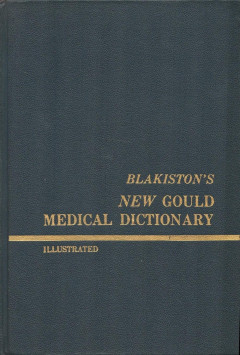 BLAKISTON'S
NEW GOULD
MEDICAL DICTIONARY
ILLUSTRATED